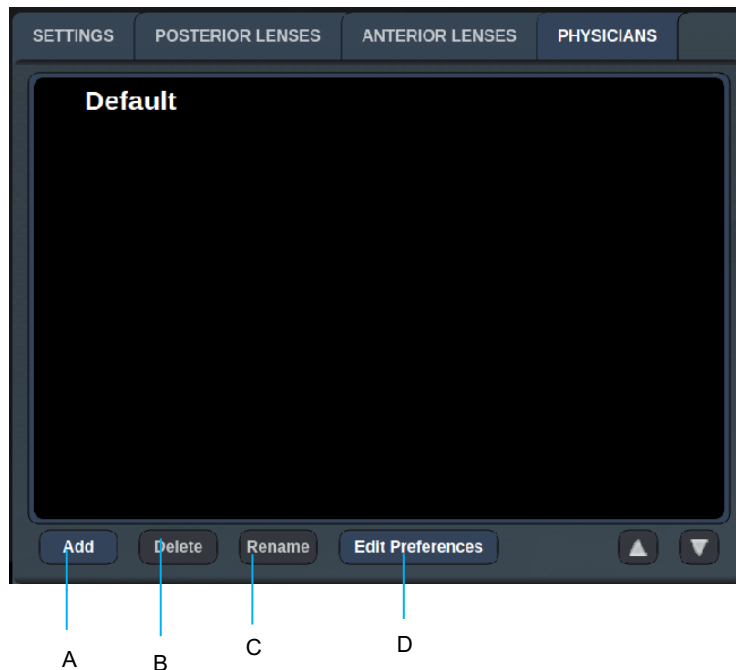 SETTINGS POSTERIOR LENSES ANTERIOR LENSES PHYSICIANS
Default
Add Delete Rename Edit Preferences
A B C D